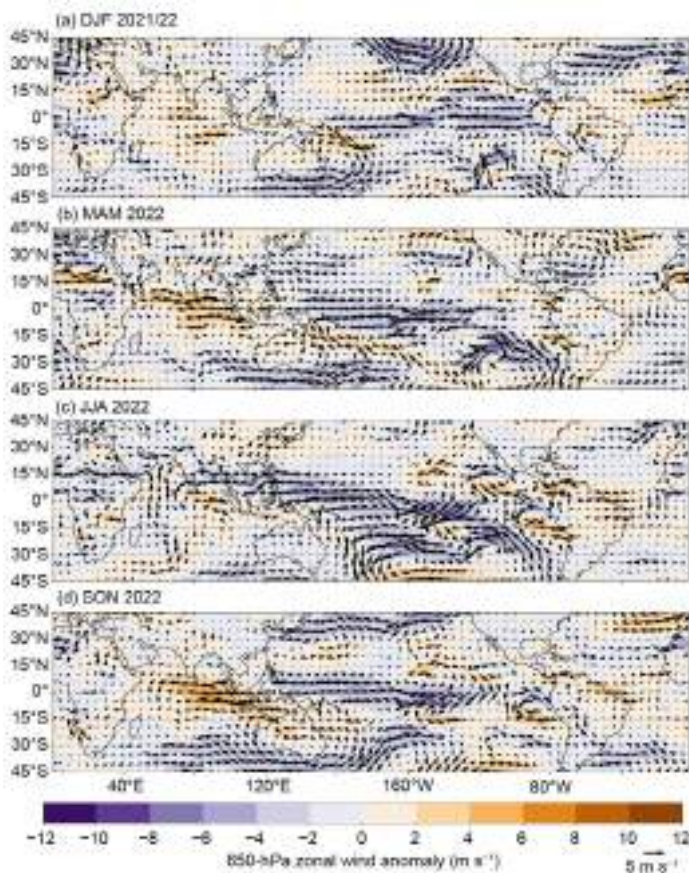 (a) DJF 2021/22
45°N
30°N
15°N
0°
15°S
30°S
45°S
(b) MAM 2022
45°N
30°N
15°N
0°
15°S
30°S
45°S
(c) JJA 2022
45°N
30°N
15°N
0°
15°S
30°S
45°S
(d) SON 2022
45°N
30°N
15°N
0°
15°S
30°S
45°S
40°E 120°E 160°W 80°W
−12 −10 −8 −6 −4 −2 0 2 4 6 8 10 12
850-hPa zonal wind anomaly (m s⁻¹) 5 m s⁻¹